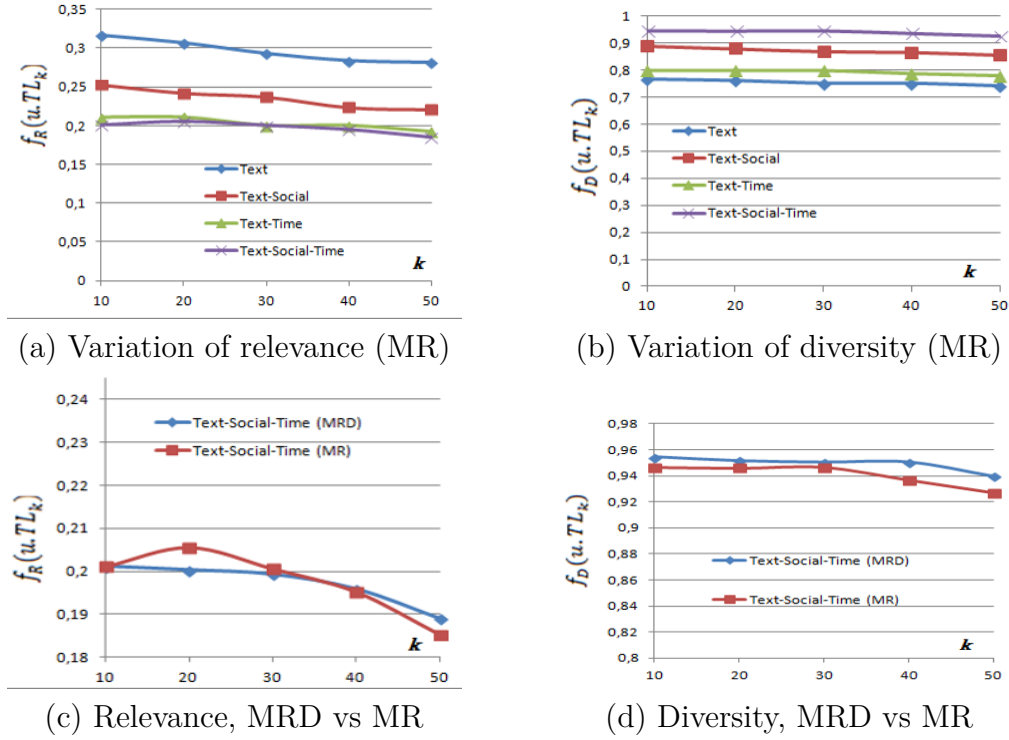 0,35
0,3
0,25
0,2
0,15
0,1
0,05
0
f_R(u.TL_k)
Text
Text-Social
Text-Time
Text-Social-Time
k
10 20 30 40 50
(a) Variation of relevance (MR)
1
0,9
0,8
0,7
0,6
0,5
0,4
0,3
0,2
0,1
0
f_D(u.TL_k)
Text
Text-Social
Text-Time
Text-Social-Time
k
10 20 30 40 50
(b) Variation of diversity (MR)
0,24
0,23
0,22
0,21
0,2
0,19
0,18
f_R(u.TL_k)
Text-Social-Time (MRD)
Text-Social-Time (MR)
k
10 20 30 40 50
(c) Relevance, MRD vs MR
0,98
0,96
0,94
0,92
0,9
0,88
0,86
0,84
0,82
0,8
f_D(u.TL_k)
Text-Social-Time (MRD)
Text-Social-Time (MR)
k
10 20 30 40 50
(d) Diversity, MRD vs MR